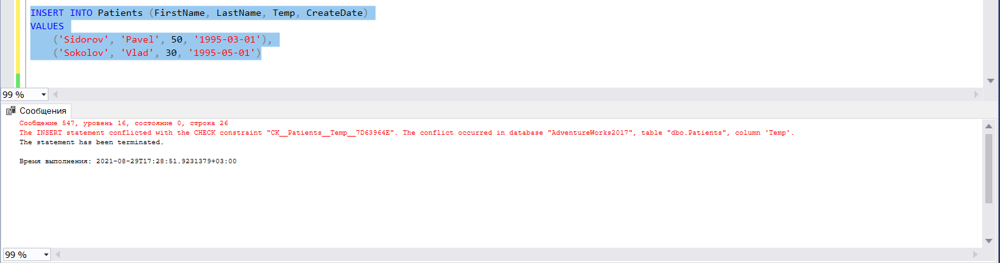 INSERT INTO Patients (FirstName, LastName, Temp, CreateDate)
VALUES
('Sidorov', 'Pavel', 50, '1995-03-01'),
('Sokolov', 'Vlad', 30, '1995-05-01')
99 %
Сообщения
Сообщение 547, уровень 16, состояние 0, строка 26
The INSERT statement conflicted with the CHECK constraint "CK__Patients__Temp__7D63964E". The conflict occurred in database "AdventureWorks2017", table "dbo.Patients", column 'Temp'.
The statement has been terminated.
Время выполнения: 2021-08-29T17:28:51.9231379+03:00
99 %